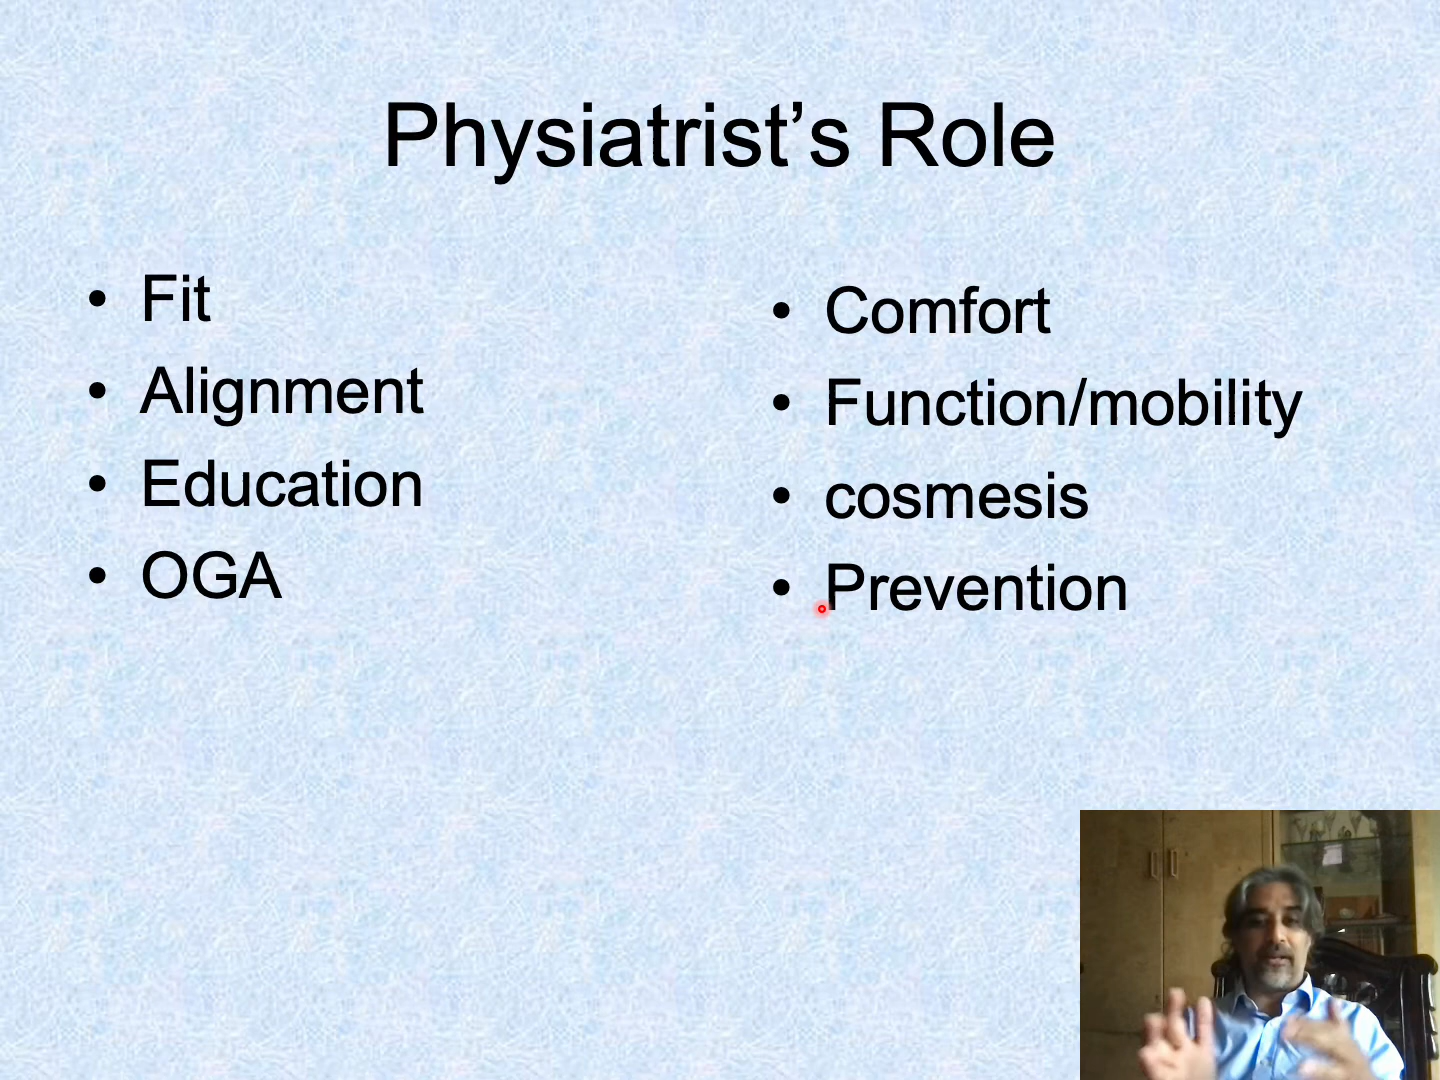 Physiatrist’s Role
• Fit
• Alignment
• Education
• OGA
• Comfort
• Function/mobility
• cosmesis
• Prevention